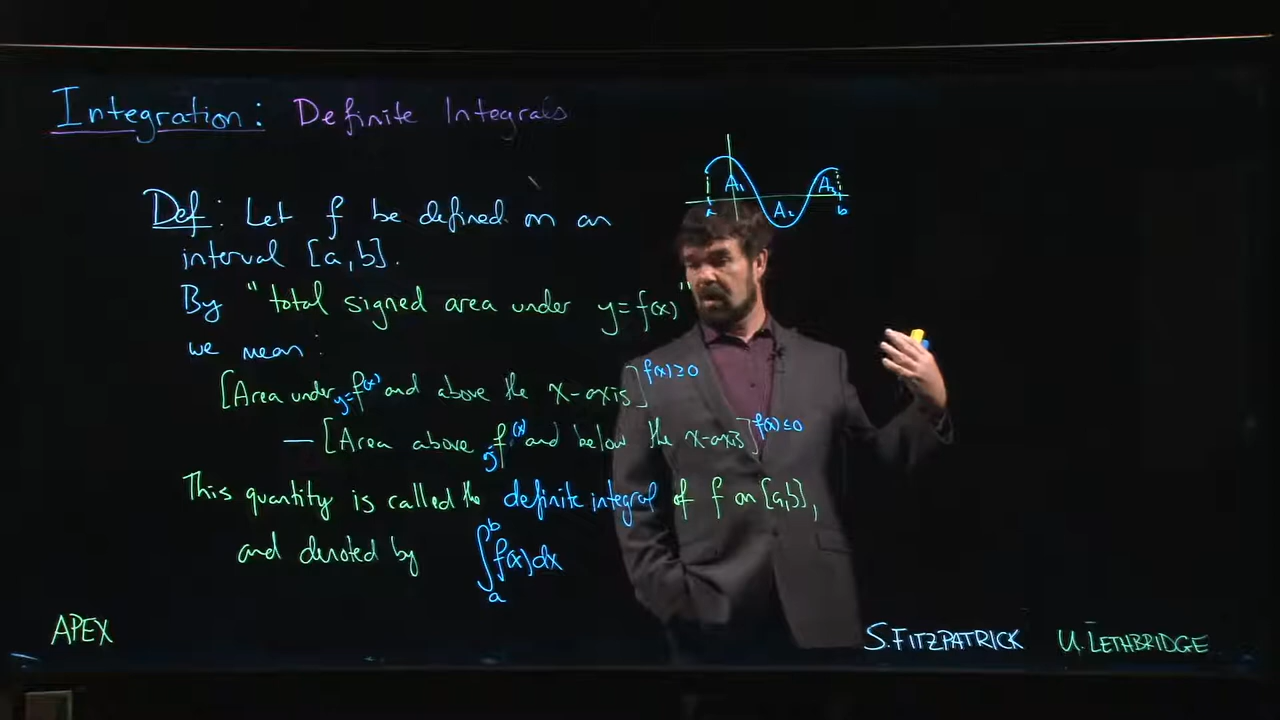 Integration: Definite Integrals
A₁ A₂ A₃
a b
Def: Let f be defined on an
interval [a,b].
By "total signed area under y=f(x)"
we mean:
[Area under y=f(x) and above the x-axis] f(x)≥0
— [Area above y=f(x) and below the x-axis] f(x)≤0
This quantity is called the definite integral of f on [a,b],
and denoted by ∫ₐᵇ f(x)dx
APEX
S. FITZPATRICK U. LETHBRIDGE